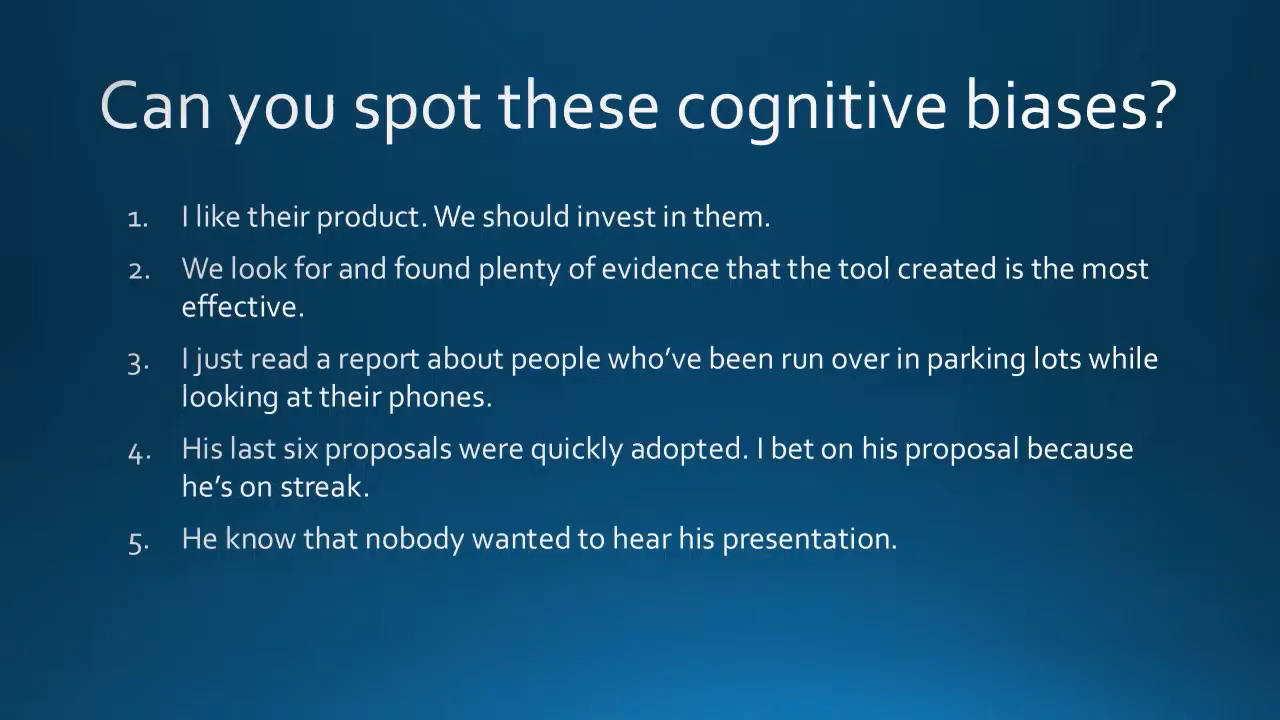 Can you spot these cognitive biases?
1. I like their product. We should invest in them.
2. We look for and found plenty of evidence that the tool created is the most
effective.
3. I just read a report about people who've been run over in parking lots while
looking at their phones.
4. His last six proposals were quickly adopted. I bet on his proposal because
he's on streak.
5. He know that nobody wanted to hear his presentation.